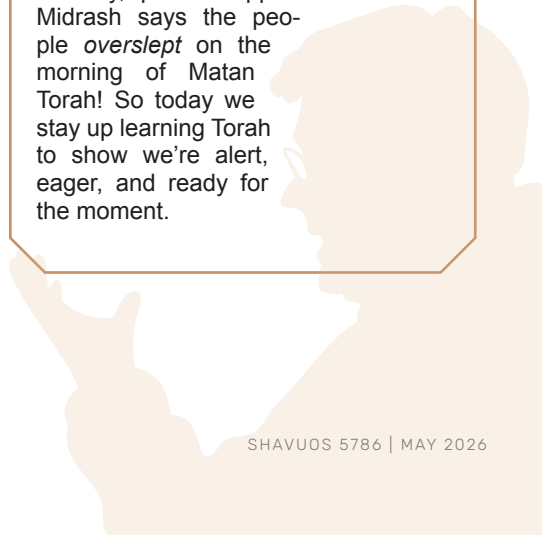 Midrash says the peo-
ple overslept on the
morning of Matan
Torah! So today we
stay up learning Torah
to show we're alert,
eager, and ready for
the moment.
SHAVUOS 5786 | MAY 2026